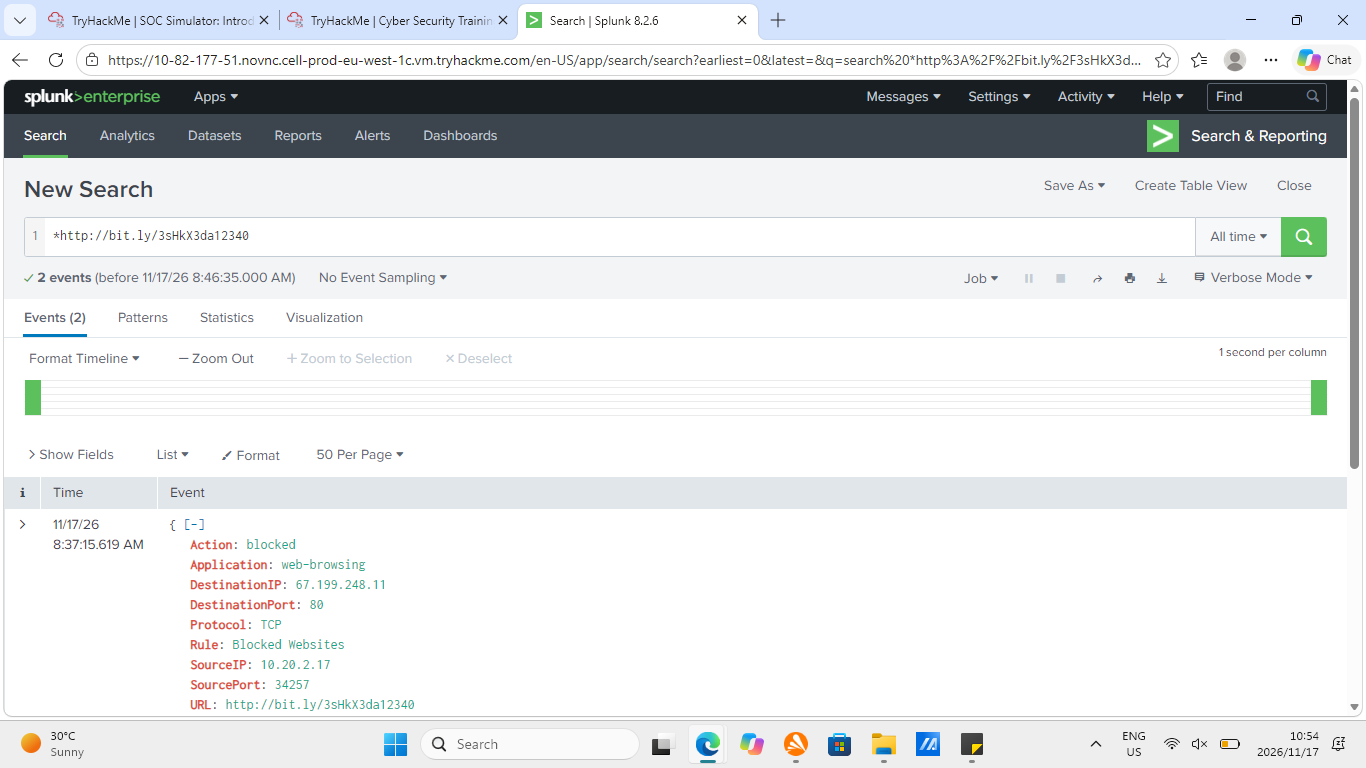 TryHackMe | SOC Simulator: Introd
TryHackMe | Cyber Security Trainin
Search | Splunk 8.2.6
https://10-82-177-51.novnc.cell-prod-eu-west-1c.vm.tryhackme.com/en-US/app/search/search?earliest=0&latest=&q=search%20*http%3A%2F%2Fbit.ly%2F3sHkX3d...
Chat
splunk>enterprise Apps Messages Settings Activity Help Find
Search Analytics Datasets Reports Alerts Dashboards Search & Reporting
New Search Save As Create Table View Close
1 *http://bit.ly/3sHkX3da12340 All time
2 events (before 11/17/26 8:46:35.000 AM) No Event Sampling Job Verbose Mode
Events (2) Patterns Statistics Visualization
Format Timeline — Zoom Out + Zoom to Selection × Deselect 1 second per column
> Show Fields List Format 50 Per Page
i Time Event
> 11/17/26 { [-]
8:37:15.619 AM Action: blocked
Application: web-browsing
DestinationIP: 67.199.248.11
DestinationPort: 80
Protocol: TCP
Rule: Blocked Websites
SourceIP: 10.20.2.17
SourcePort: 34257
URL: http://bit.ly/3sHkX3da12340
30°C
Sunny
Search
ENG
US
10:54
2026/11/17